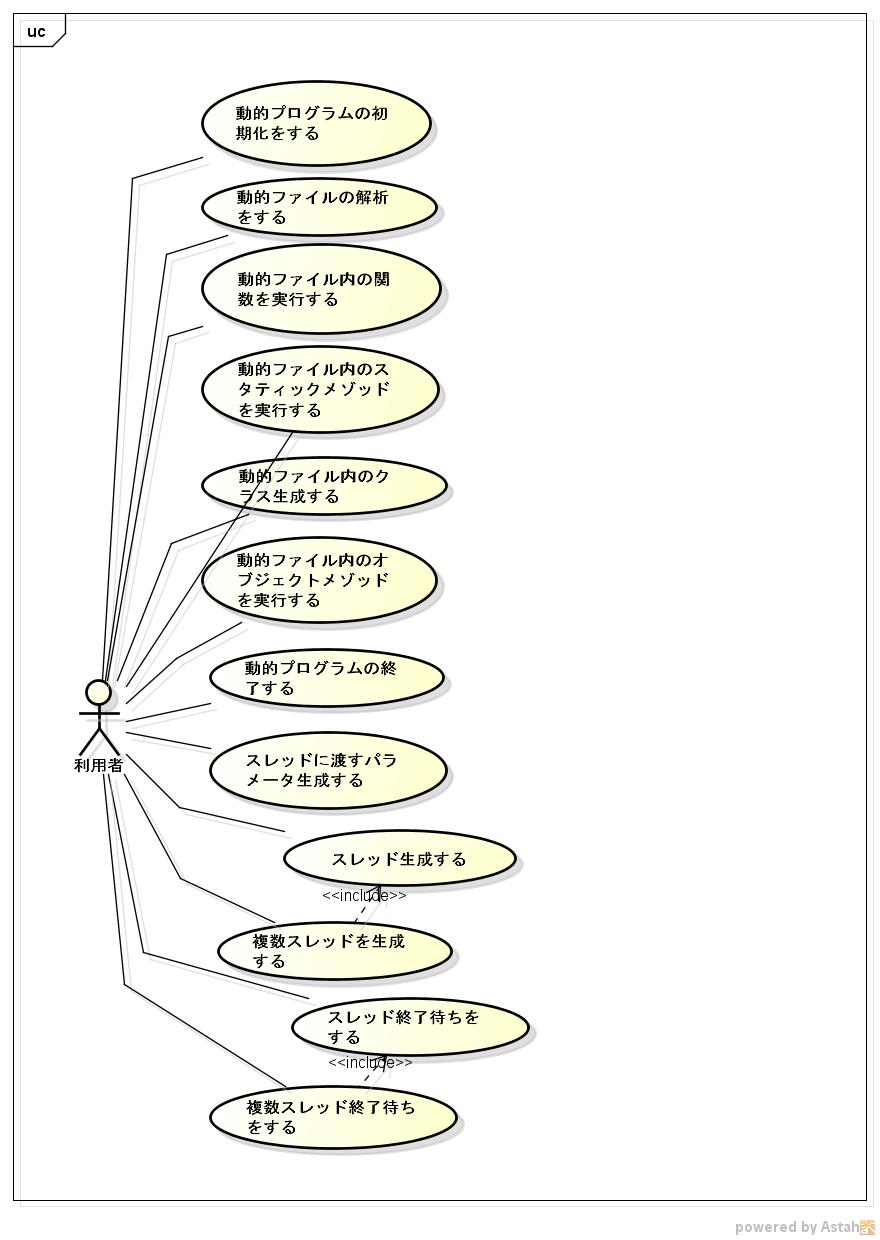 uc
動的プログラムの初
期化をする
動的ファイルの解析
をする
動的ファイル内の関
数を実行する
動的ファイル内のス
タティックメゾッド
を実行する
動的ファイル内のク
ラス生成する
動的ファイル内のオ
ブジェクトメゾッド
を実行する
動的プログラムの終
了する
スレッドに渡すパラ
メータ生成する
利用者
スレッド生成する
<<include>>
複数スレッドを生成
する
スレッド終了待ちを
する
<<include>>
複数スレッド終了待ち
をする
powered by Astah